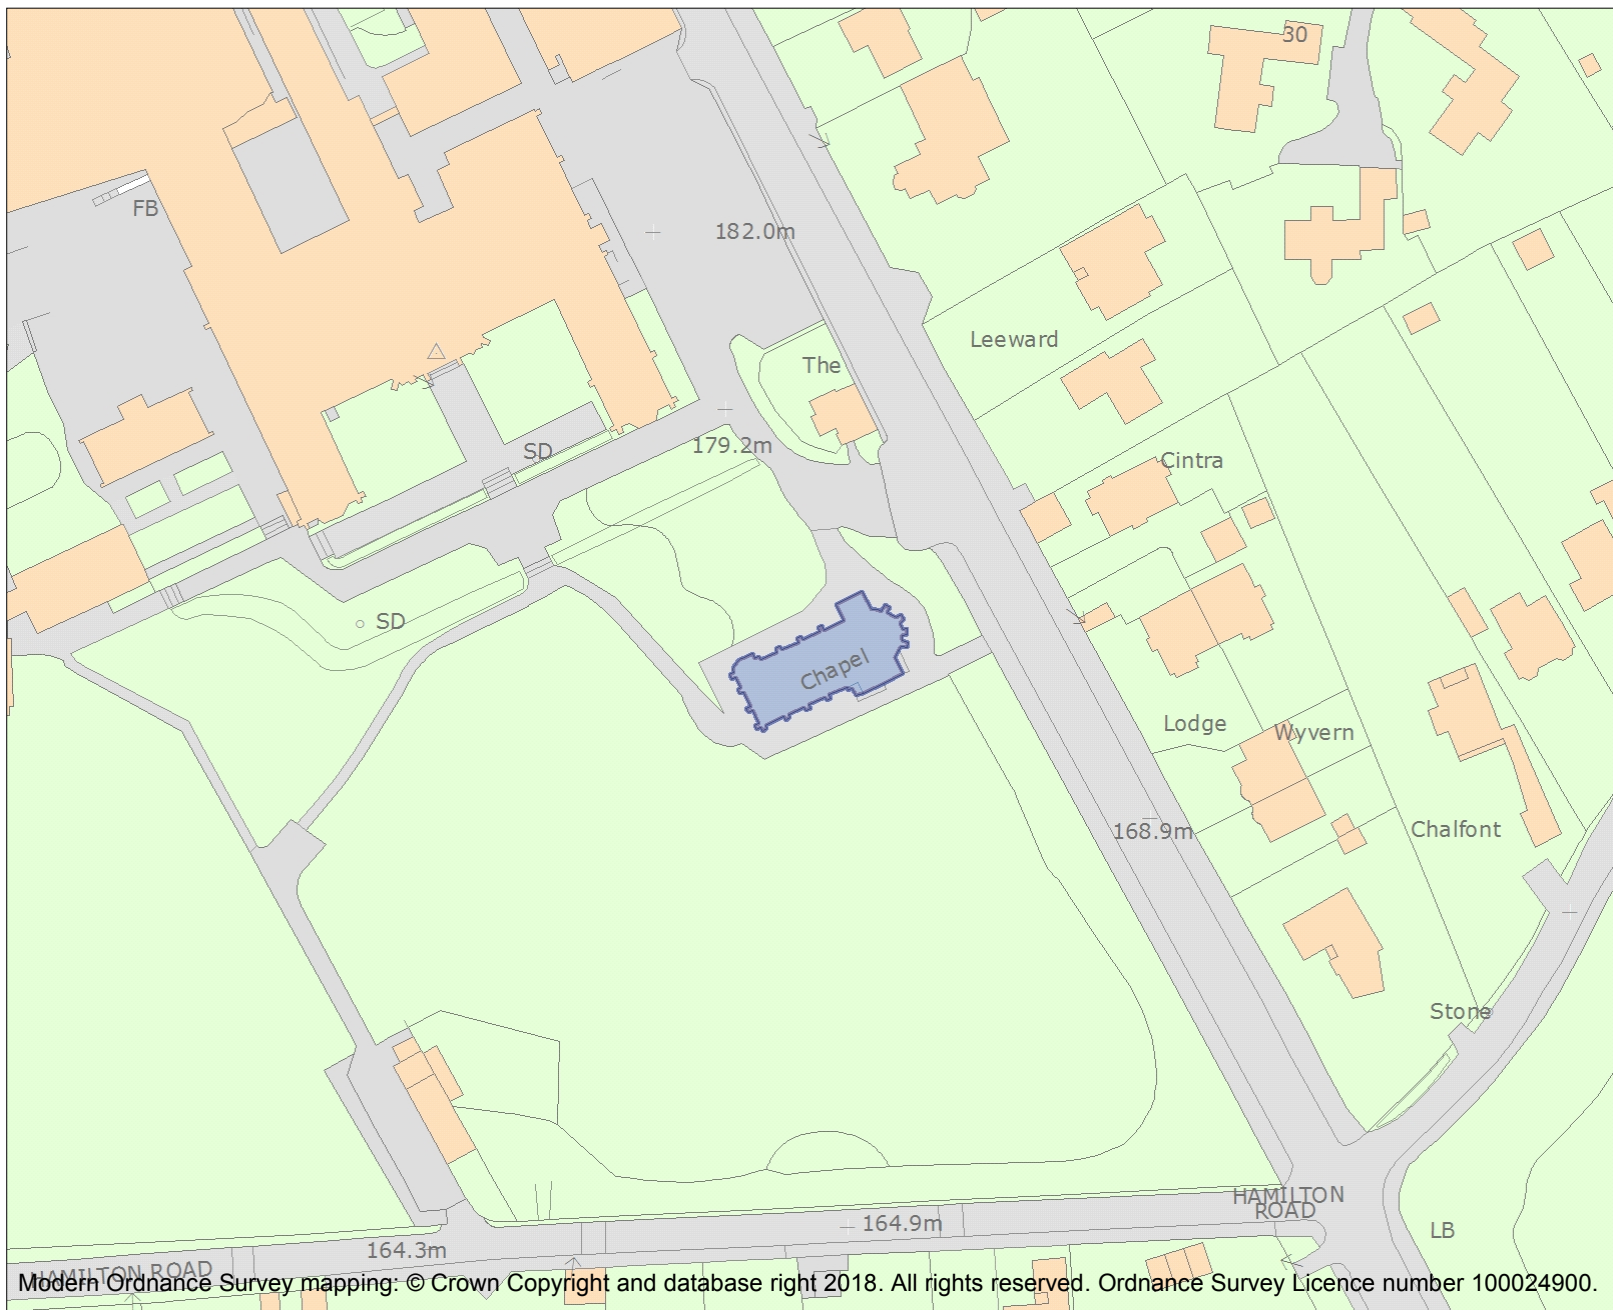 30
FB
182.0m
Leeward
The
179.2m
SD
Cintra
SD
Chapel
Lodge
Wyvern
168.9m
Chalfont
Stone
HAMILTON
ROAD
164.9m
LB
164.3m
HAMILTON ROAD
Modern Ordnance Survey mapping: © Crown Copyright and database right 2018. All rights reserved. Ordnance Survey Licence number 100024900.